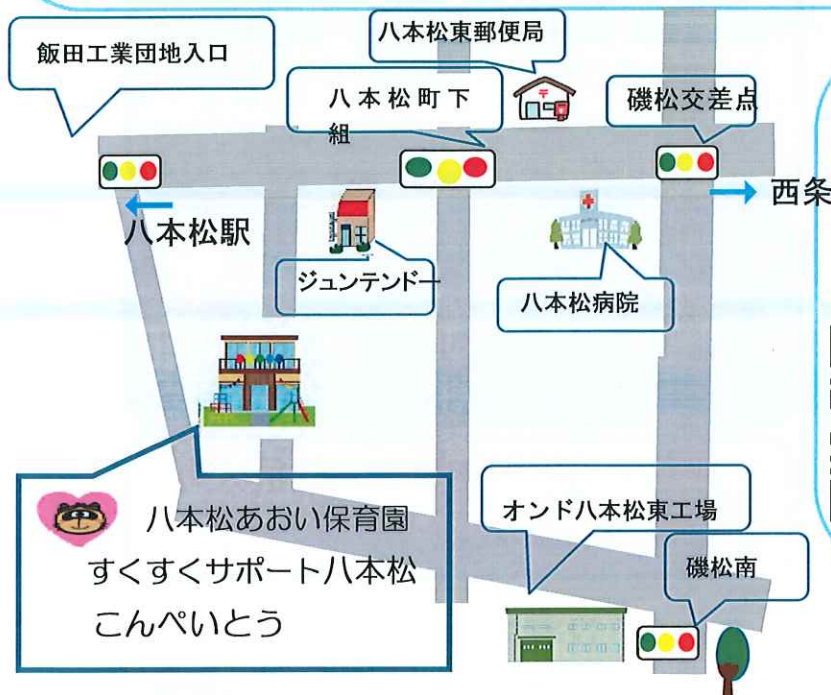 八本松東郵便局
飯田工業団地入口
八本松町下
組
磯松交差点
西条
八本松駅
ジュンテンドー
八本松病院
八本松あおい保育園
すくすくサポート八本松
こんぺいとう
オンド八本松東工場
磯松南